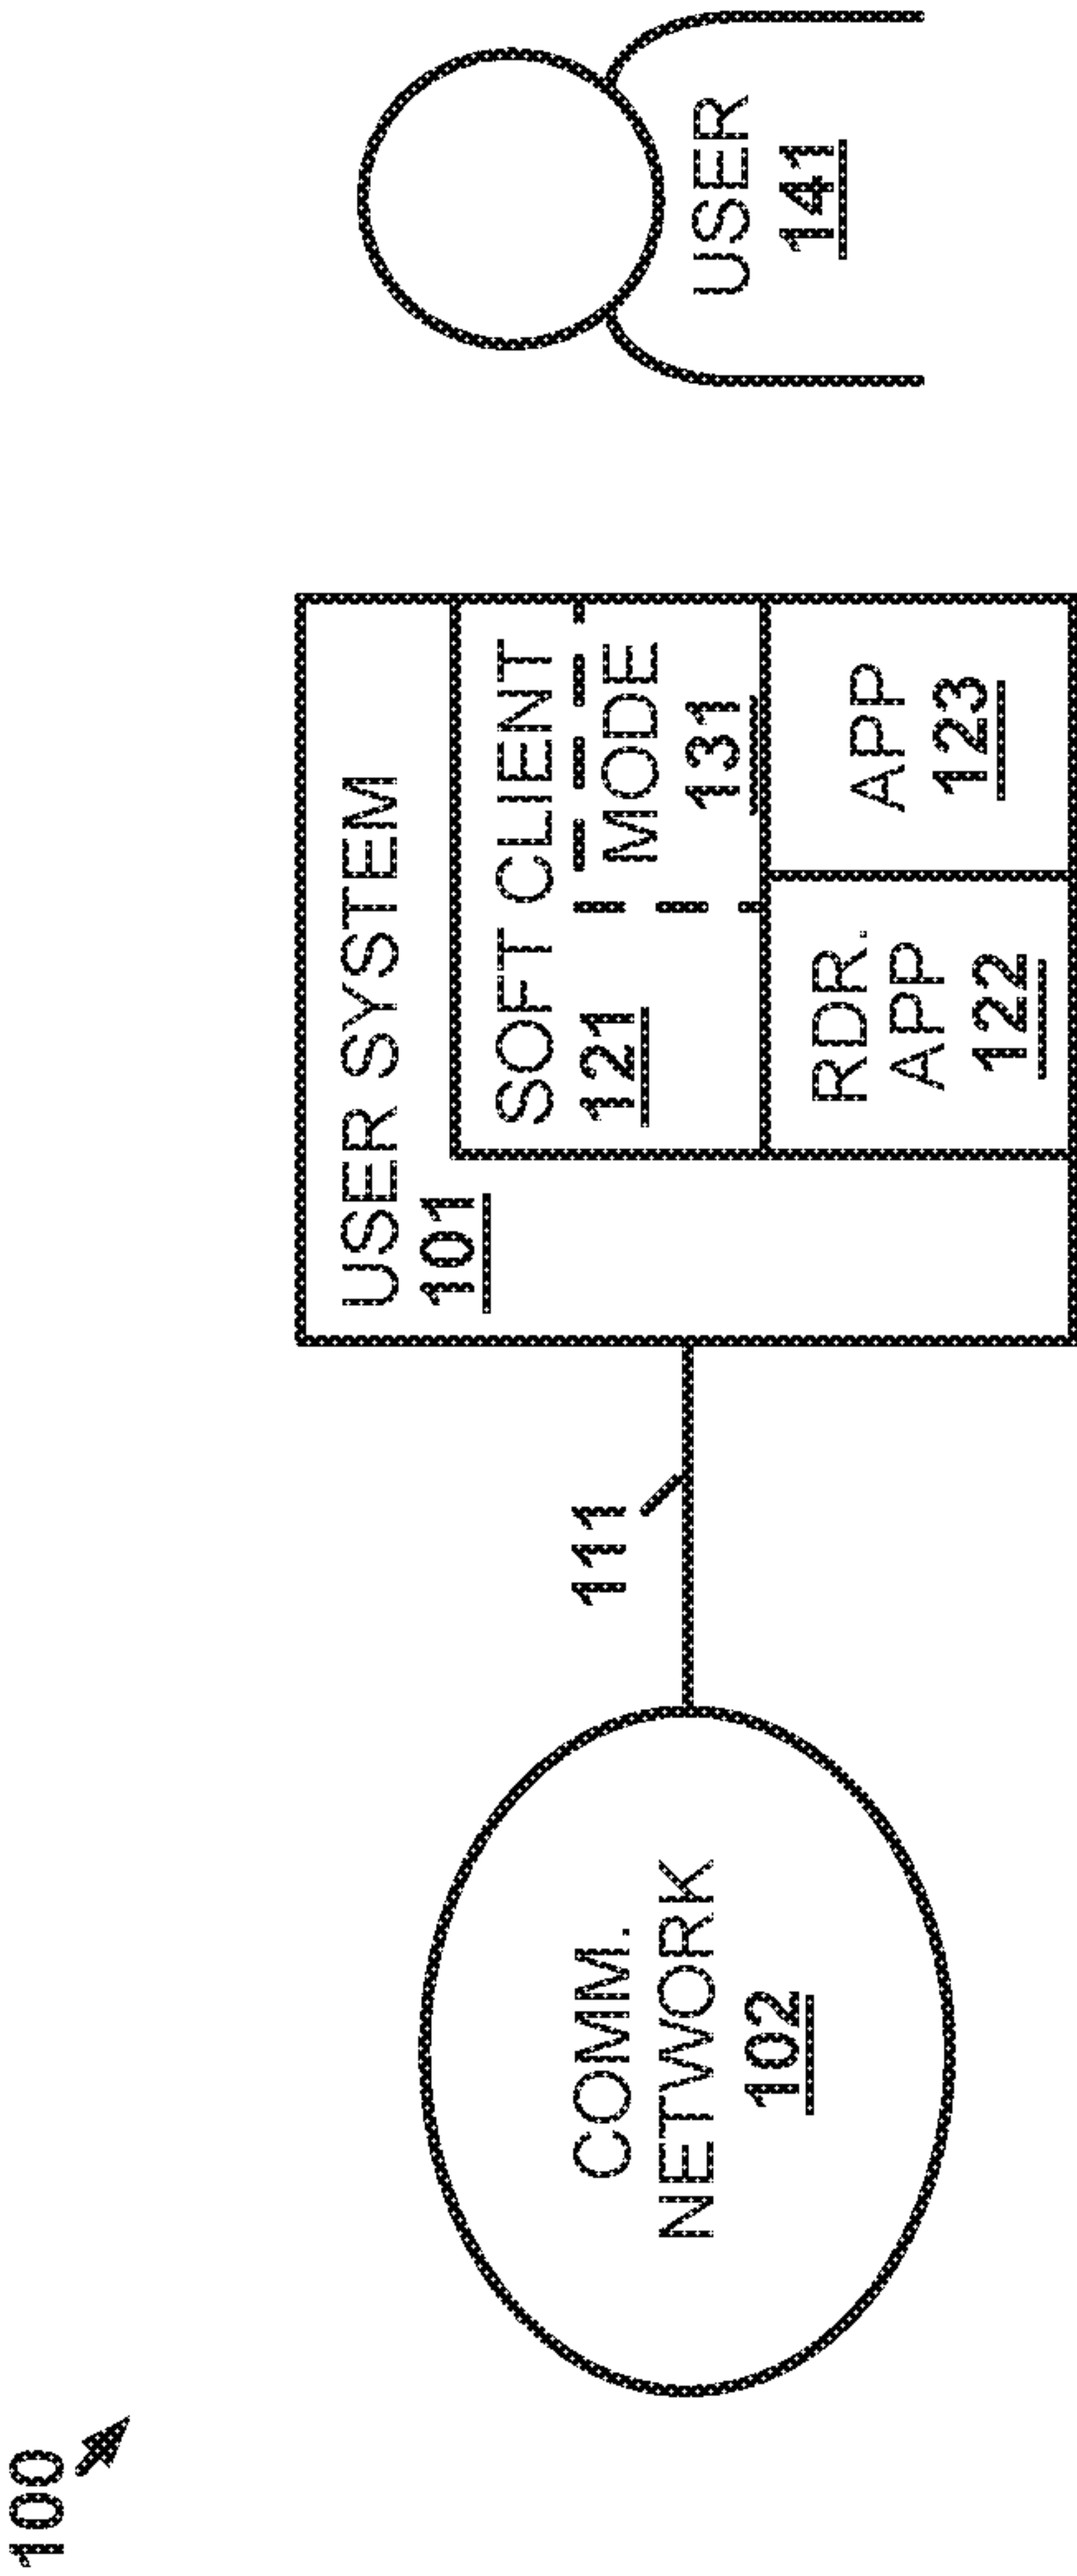 100
COMM.
NETWORK
102
111
USER SYSTEM
101
SOFT CLIENT
121
MODE
131
RDR.
APP
122
APP
123
USER
141